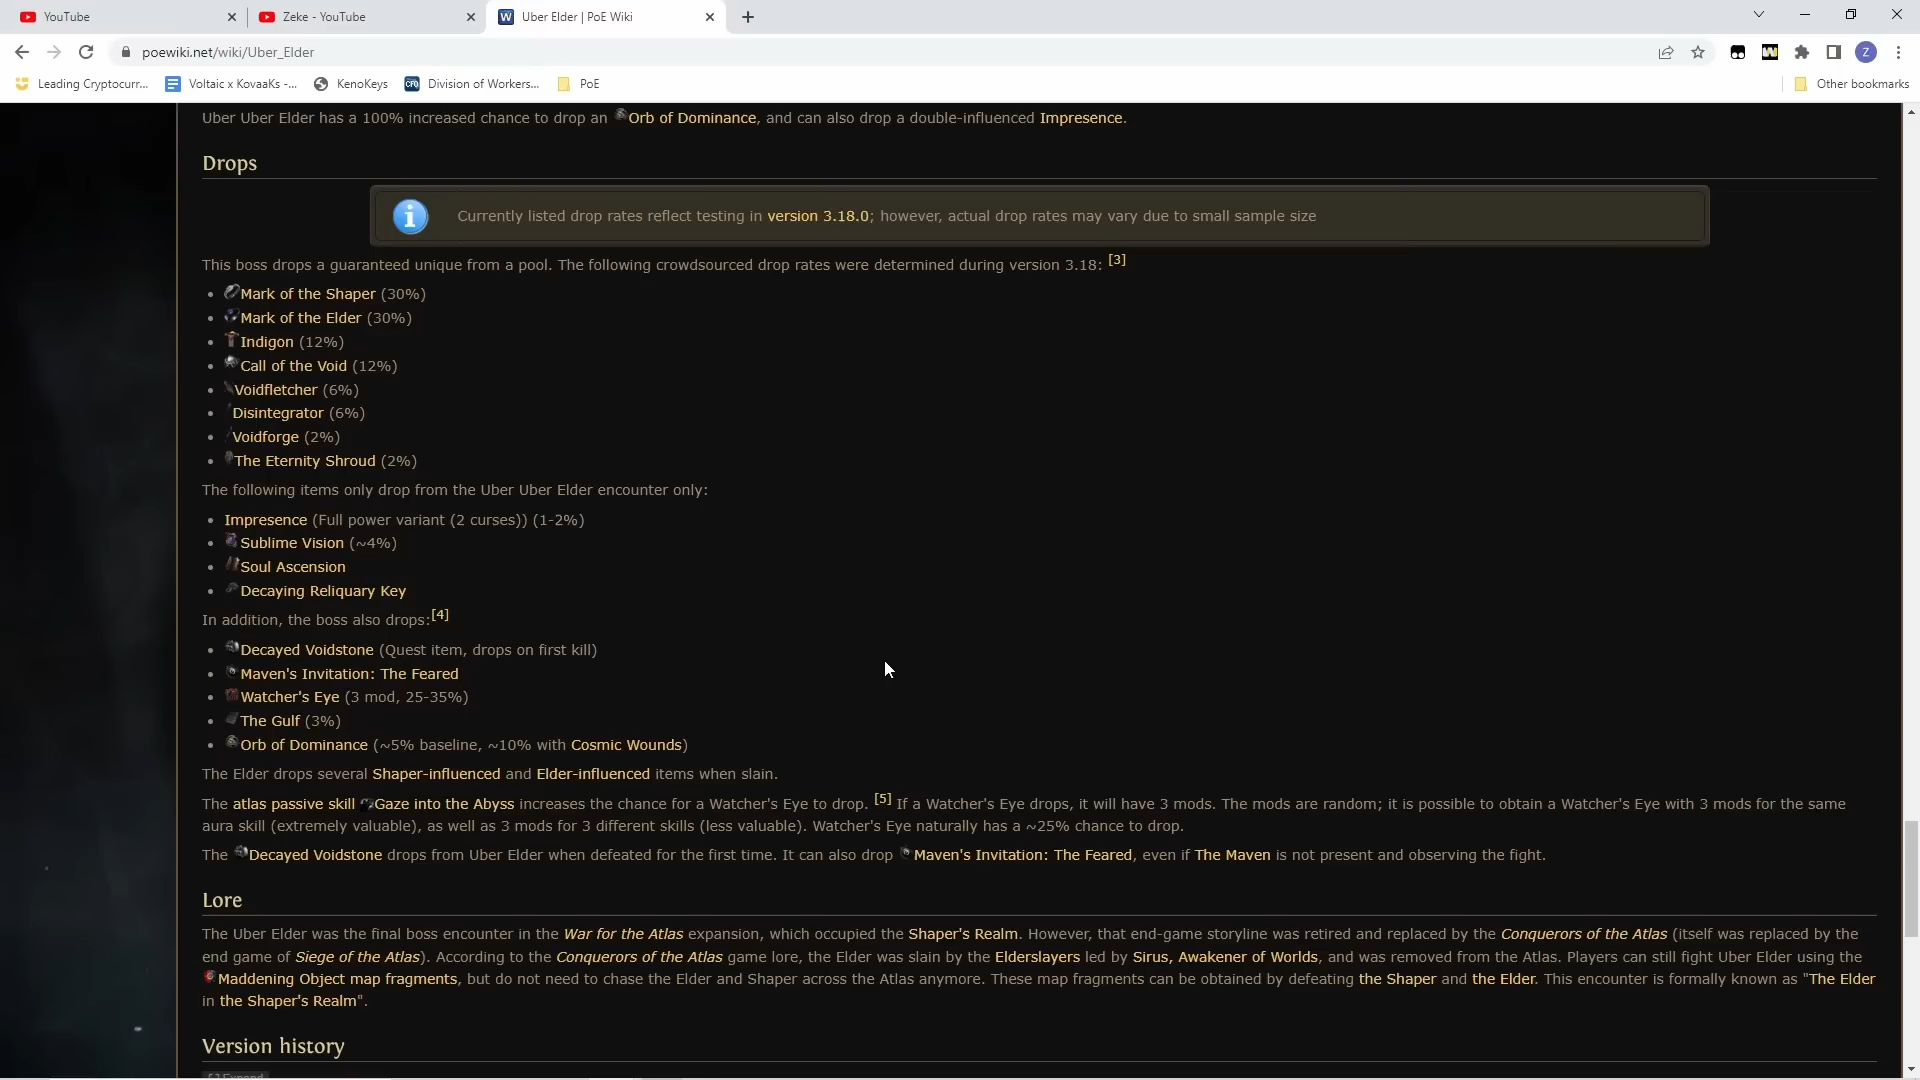 YouTube
Zeke - YouTube
Uber Elder | PoE Wiki
poewiki.net/wiki/Uber_Elder
Z
Leading Cryptocurr...
Voltaic x KovaaKs -...
KenoKeys
Division of Workers...
PoE
Other bookmarks
Uber Uber Elder has a 100% increased chance to drop an Orb of Dominance, and can also drop a double-influenced Impresence.
Drops
Currently listed drop rates reflect testing in version 3.18.0; however, actual drop rates may vary due to small sample size
This boss drops a guaranteed unique from a pool. The following crowdsourced drop rates were determined during version 3.18: [3]
• Mark of the Shaper (30%)
• Mark of the Elder (30%)
• Indigon (12%)
• Call of the Void (12%)
• Voidfletcher (6%)
• Disintegrator (6%)
• Voidforge (2%)
• The Eternity Shroud (2%)
The following items only drop from the Uber Uber Elder encounter only:
• Impresence (Full power variant (2 curses)) (1-2%)
• Sublime Vision (~4%)
• Soul Ascension
• Decaying Reliquary Key
In addition, the boss also drops:[4]
• Decayed Voidstone (Quest item, drops on first kill)
• Maven's Invitation: The Feared
• Watcher's Eye (3 mod, 25-35%)
• The Gulf (3%)
• Orb of Dominance (~5% baseline, ~10% with Cosmic Wounds)
The Elder drops several Shaper-influenced and Elder-influenced items when slain.
The atlas passive skill Gaze into the Abyss increases the chance for a Watcher's Eye to drop. [5] If a Watcher's Eye drops, it will have 3 mods. The mods are random; it is possible to obtain a Watcher's Eye with 3 mods for the same
aura skill (extremely valuable), as well as 3 mods for 3 different skills (less valuable). Watcher's Eye naturally has a ~25% chance to drop.
The Decayed Voidstone drops from Uber Elder when defeated for the first time. It can also drop Maven's Invitation: The Feared, even if The Maven is not present and observing the fight.
Lore
The Uber Elder was the final boss encounter in the War for the Atlas expansion, which occupied the Shaper's Realm. However, that end-game storyline was retired and replaced by the Conquerors of the Atlas (itself was replaced by the
end game of Siege of the Atlas). According to the Conquerors of the Atlas game lore, the Elder was slain by the Elderslayers led by Sirus, Awakener of Worlds, and was removed from the Atlas. Players can still fight Uber Elder using the
Maddening Object map fragments, but do not need to chase the Elder and Shaper across the Atlas anymore. These map fragments can be obtained by defeating the Shaper and the Elder. This encounter is formally known as "The Elder
in the Shaper's Realm".
Version history
[ ] Expand